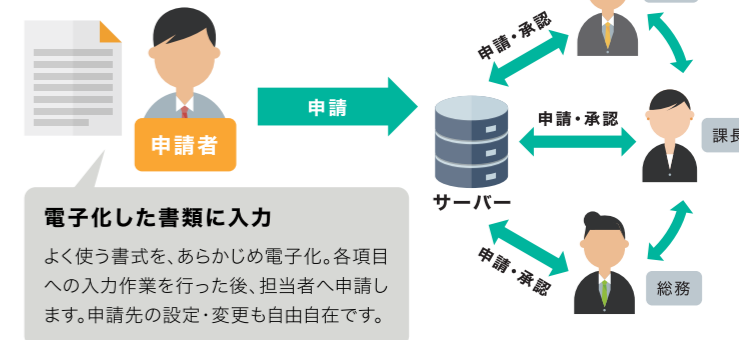 申請・承認
申請
申請・承認
申請者
課長
サーバー
電子化した書類に入力
よく使う書式を、あらかじめ電子化。各項目
への入力作業を行った後、担当者へ申請し
ます。申請先の設定・変更も自由自在です。
申請・承認
総務